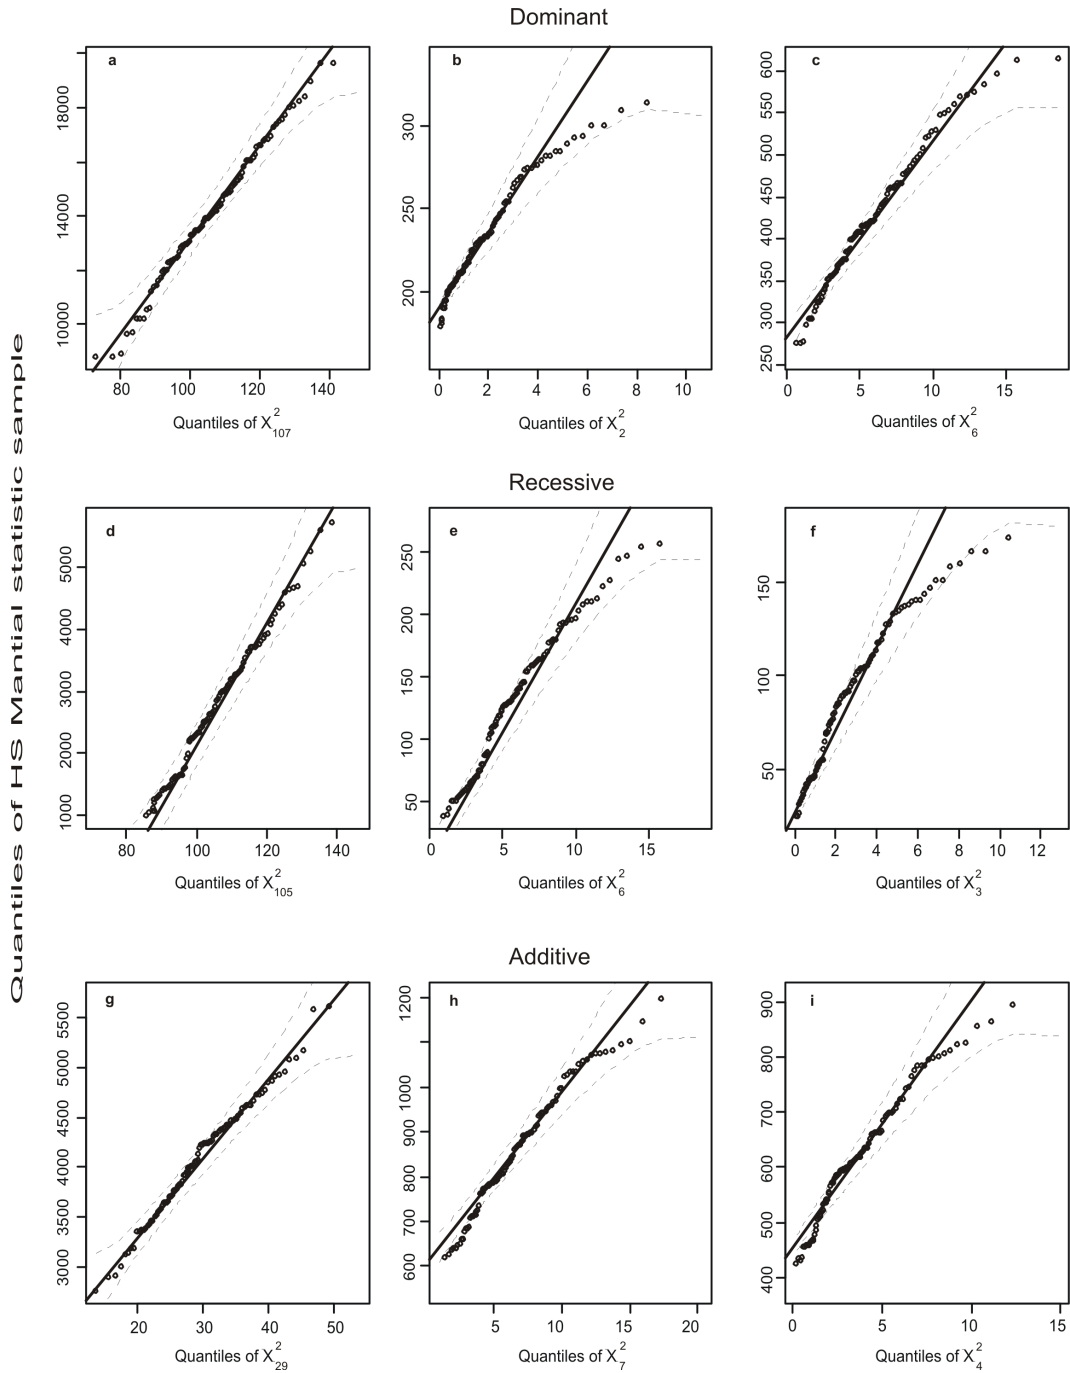 Dominant
Quantiles of HS Mantial statistic sample
a
18000
14000
10000
80 100 120 140
Quantiles of X²₁₀₇
b
300
250
200
0 2 4 6 8 10
Quantiles of X²₂
c
600
550
500
450
400
350
300
250
0 5 10 15
Quantiles of X²₆
Recessive
d
5000
4000
3000
2000
1000
80 100 120 140
Quantiles of X²₁₀₅
e
250
200
150
100
50
0 5 10 15
Quantiles of X²₆
f
150
100
50
0 2 4 6 8 10 12
Quantiles of X²₃
Additive
g
5500
5000
4500
4000
3500
3000
20 30 40 50
Quantiles of X²₂₉
h
1200
1000
900
800
700
600
5 10 15 20
Quantiles of X²₇
i
900
800
700
600
500
400
0 5 10 15
Quantiles of X²₄